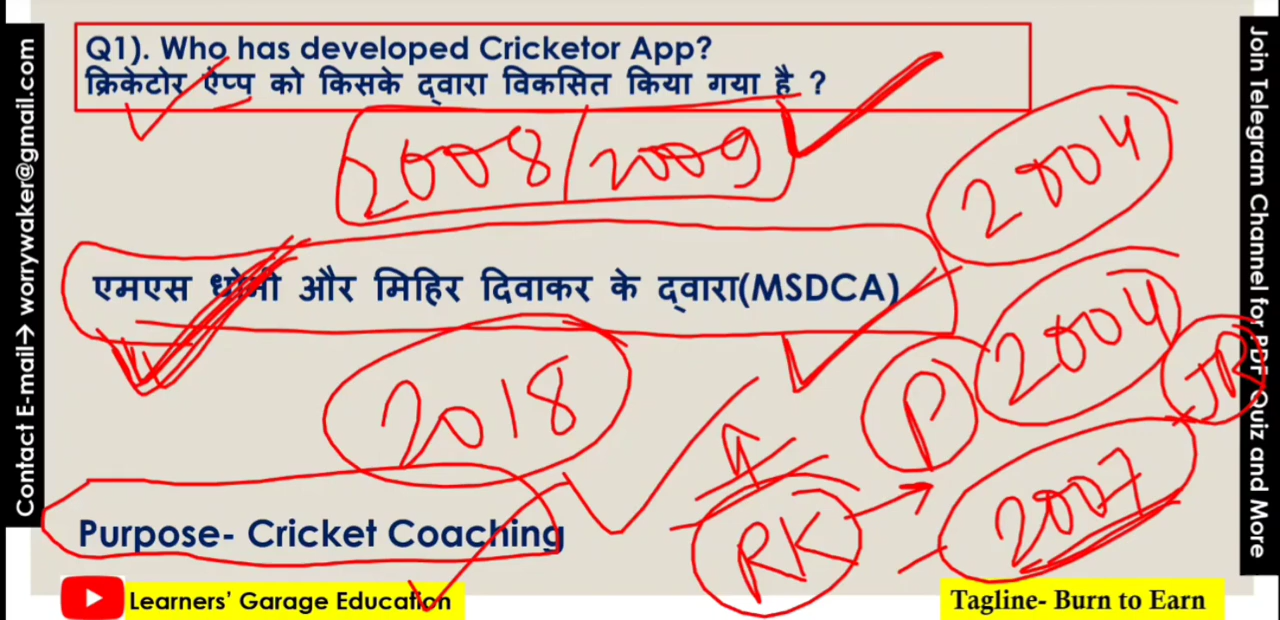 Q1). Who has developed Cricketor App?
क्रिकेटोर ऐप्प को किसके द्वारा विकसित किया गया है ?
2008/2009
2004
एमएस धोनी और मिहिर दिवाकर के द्वारा(MSDCA)
2004
P
JR
2018
2007
RK
Purpose- Cricket Coaching
Learners’ Garage Education
Tagline- Burn to Earn
Contact E-mail→ worrywaker@gmail.com
Join Telegram Channel for PDF Quiz and More